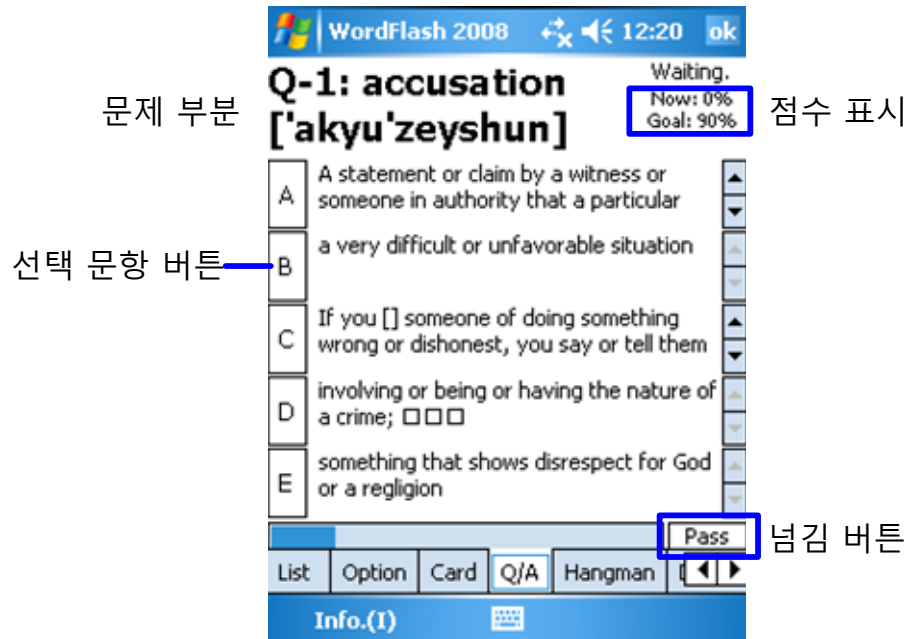 WordFlash 2008 12:20 ok
Q-1: accusation
['akyu'zeyshun]
Waiting.
Now: 0%
Goal: 90%
문제 부분
점수 표시
A
A statement or claim by a witness or
someone in authority that a particular
선택 문항 버튼
B
a very difficult or unfavorable situation
C
If you [] someone of doing something
wrong or dishonest, you say or tell them
D
involving or being or having the nature of
a crime; □□□
E
something that shows disrespect for God
or a regligion
Pass
넘김 버튼
List Option Card Q/A Hangman
Info.(I)